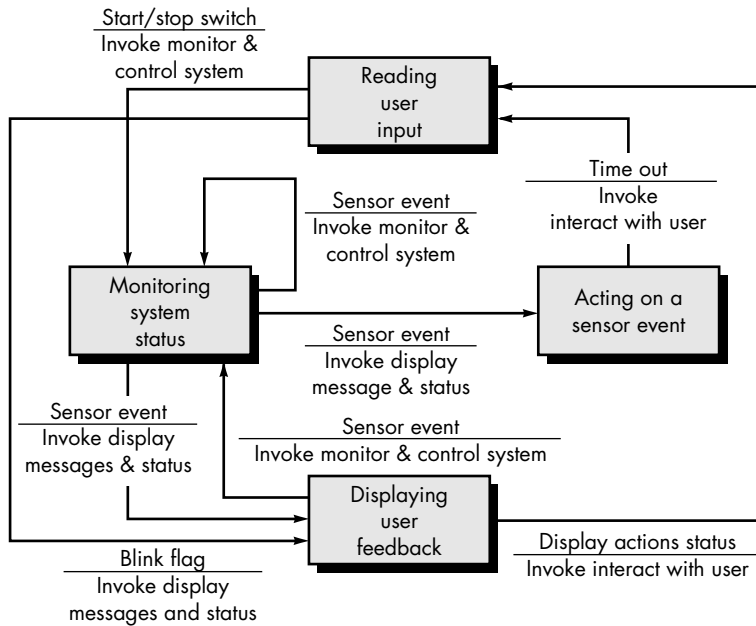 Start/stop switch
Invoke monitor &
control system
Reading
user
input
Time out
Invoke
interact with user
Sensor event
Invoke monitor &
control system
Monitoring
system
status
Acting on a
sensor event
Sensor event
Invoke display
message & status
Sensor event
Invoke display
messages & status
Sensor event
Invoke monitor & control system
Displaying
user
feedback
Blink flag
Invoke display
messages and status
Display actions status
Invoke interact with user